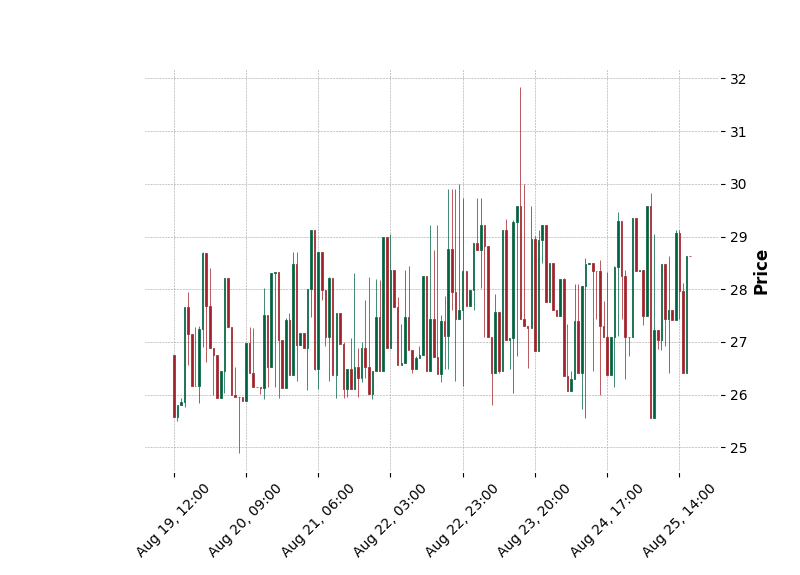 32
31
30
29
28
27
26
25
Price
Aug 19, 12:00
Aug 20, 09:00
Aug 21, 06:00
Aug 22, 03:00
Aug 22, 23:00
Aug 23, 20:00
Aug 24, 17:00
Aug 25, 14:00